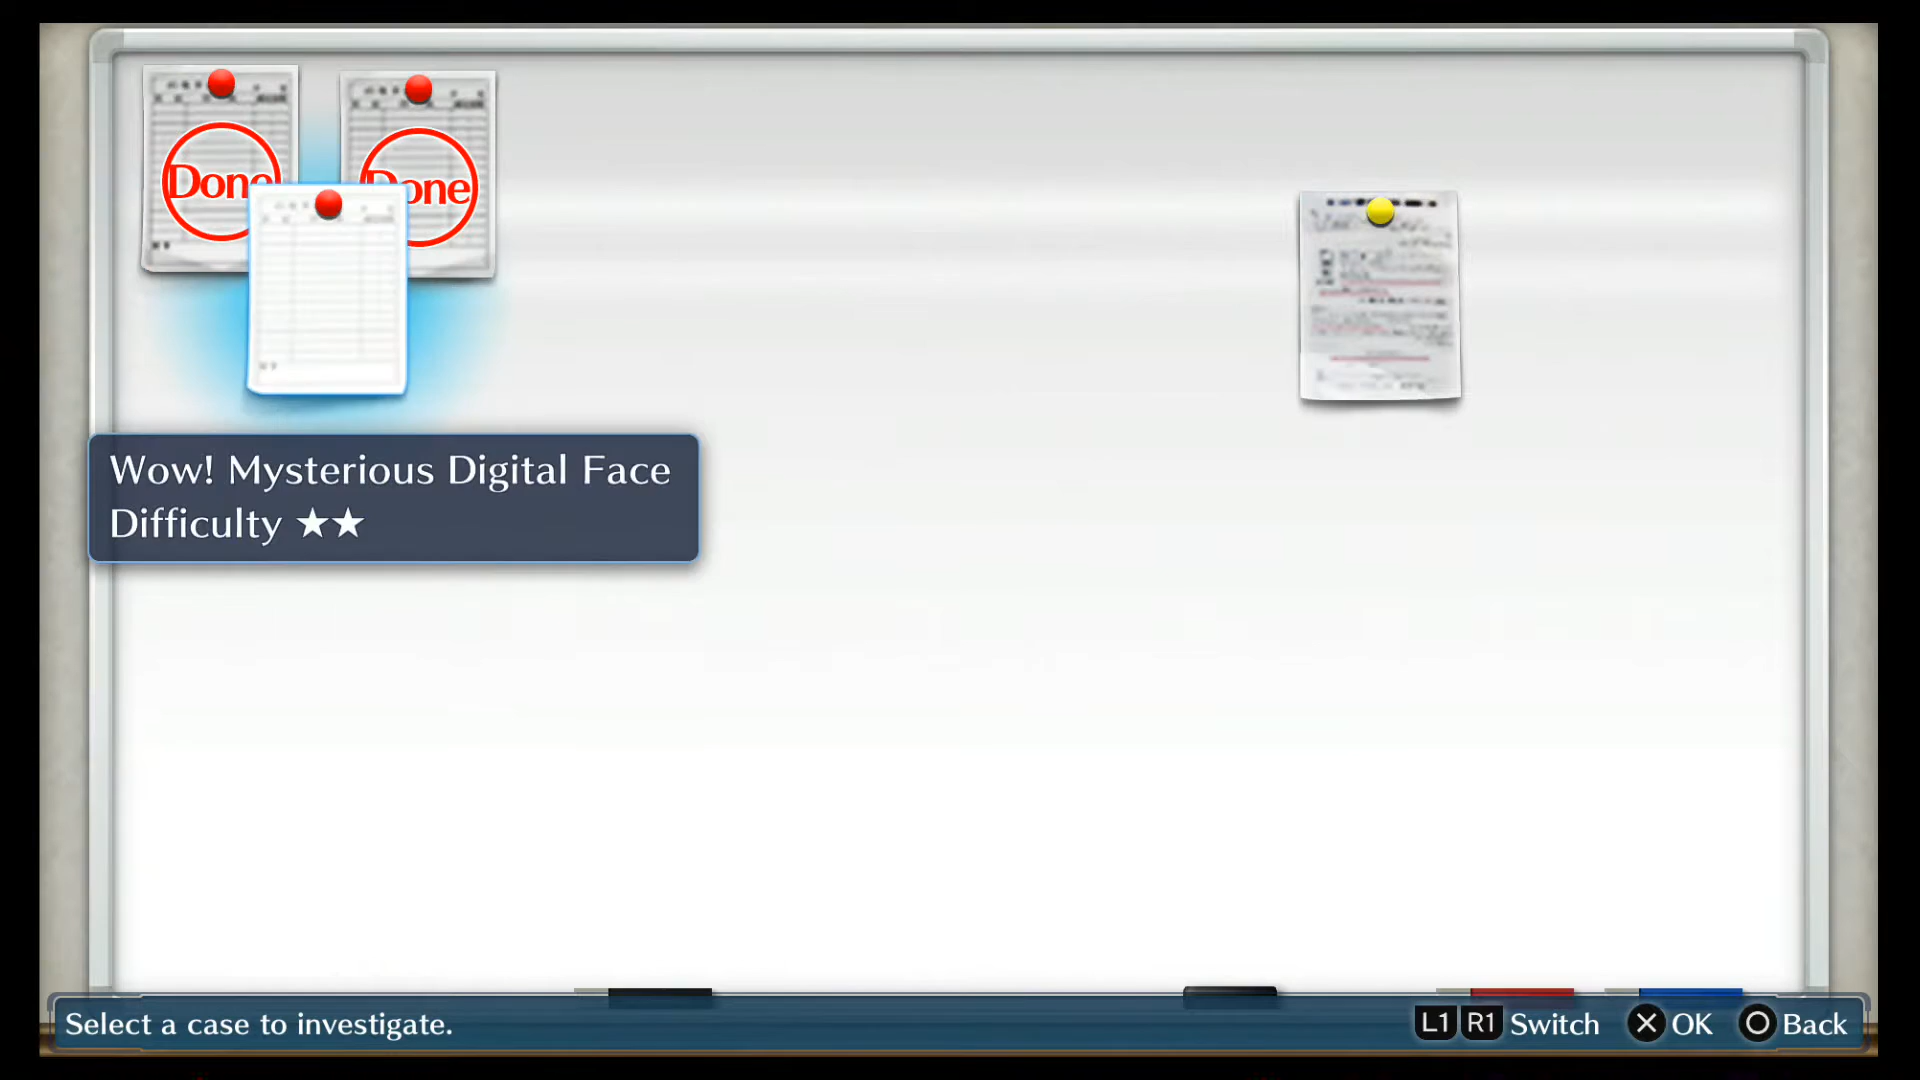 Done
Done
Wow! Mysterious Digital Face
Difficulty ★★
Select a case to investigate.
L1 R1 Switch
OK
Back